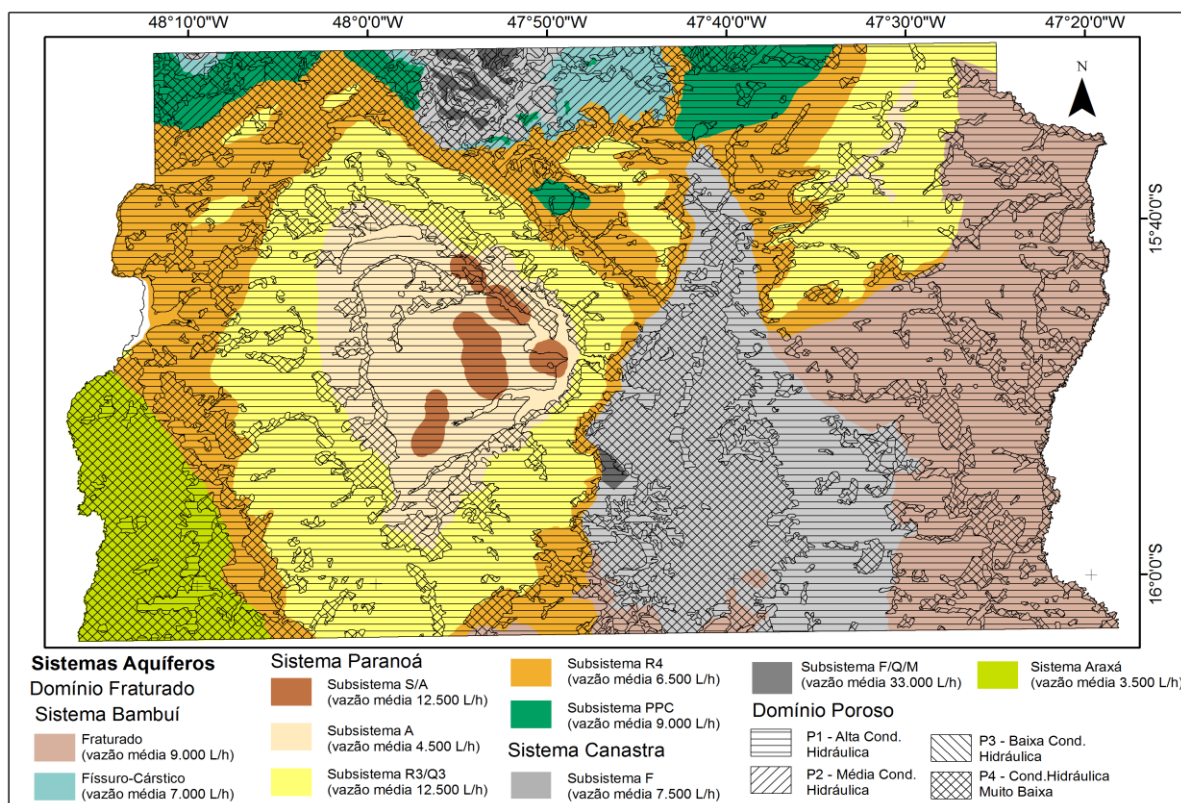 48°10'0"W 48°0'0"W 47°50'0"W 47°40'0"W 47°30'0"W 47°20'0"W
N
15°40'0"S
16°0'0"S
Sistemas Aquíferos
Domínio Fraturado
Sistema Bambuí
Fraturado
(vazão média 9.000 L/h)
Físsuro-Cárstico
(vazão média 7.000 L/h)
Sistema Paranoá
Subsistema S/A
(vazão média 12.500 L/h)
Subsistema A
(vazão média 4.500 L/h)
Subsistema R3/Q3
(vazão média 12.500 L/h)
Subsistema R4
(vazão média 6.500 L/h)
Subsistema PPC
(vazão média 9.000 L/h)
Sistema Canastra
Subsistema F
(vazão média 7.500 L/h)
Subsistema F/Q/M
(vazão média 33.000 L/h)
Sistema Araxá
(vazão média 3.500 L/h)
Domínio Poroso
P1 - Alta Cond.
Hidráulica
P2 - Média Cond.
Hidráulica
P3 - Baixa Cond.
Hidráulica
P4 - Cond.Hidráulica
Muito Baixa